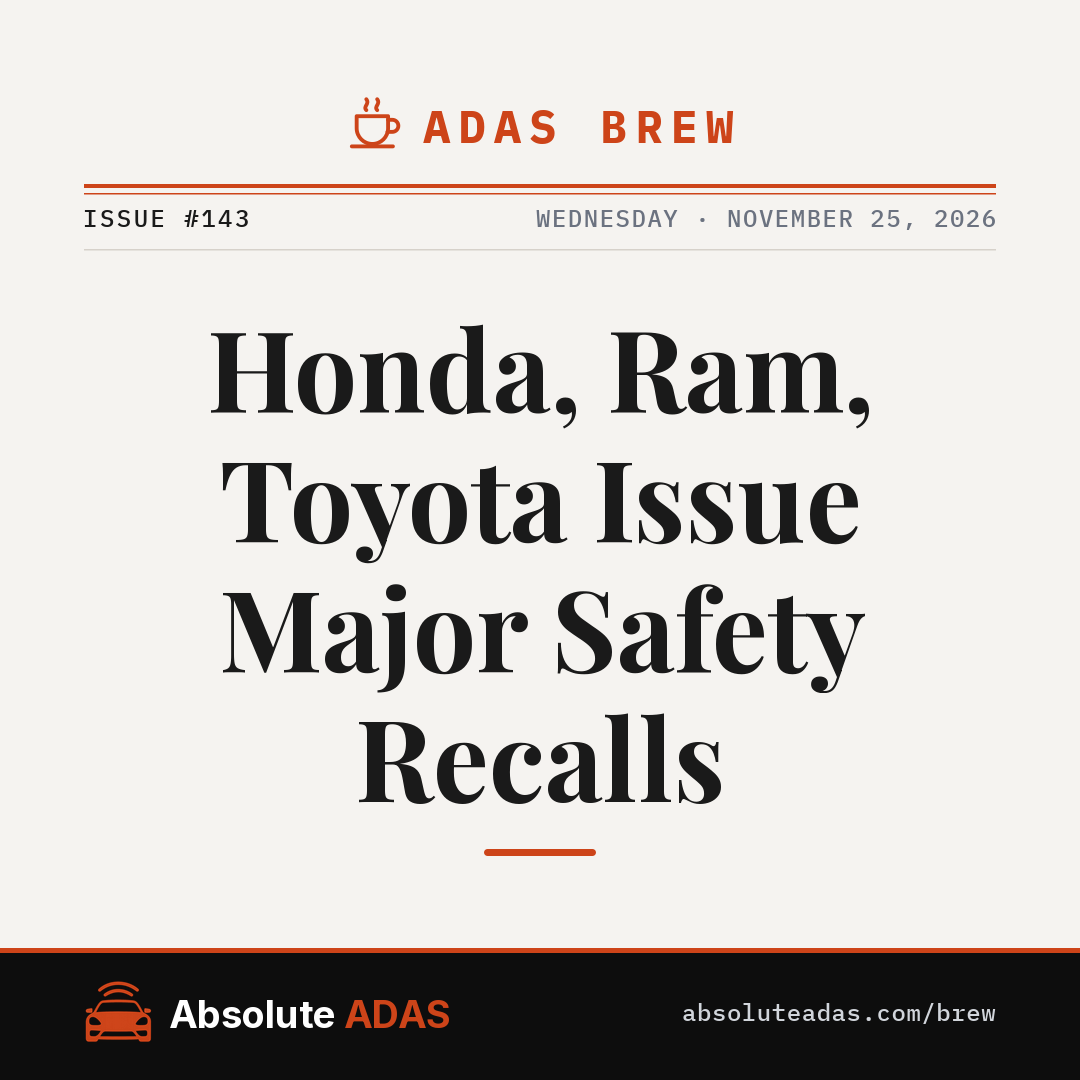 ADAS BREW
ISSUE #143
WEDNESDAY · NOVEMBER 25, 2026
Honda, Ram,
Toyota Issue
Major Safety
Recalls
Absolute ADAS
absoluteadas.com/brew